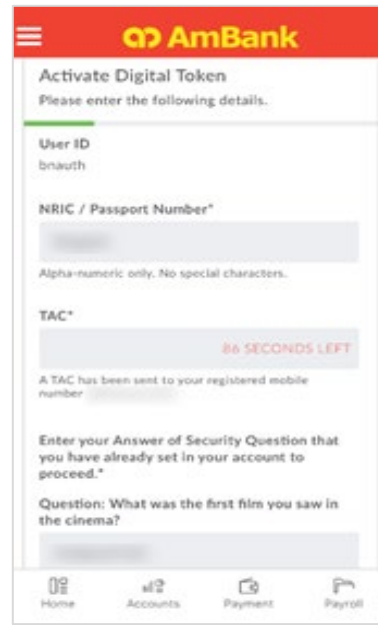 AmBank
Activate Digital Token
Please enter the following details.
User ID
bnauth
NRIC / Passport Number*
Alpha-numeric only. No special characters.
TAC*
86 SECONDS LEFT
A TAC has been sent to your registered mobile
number
Enter your Answer of Security Question that
you have already set in your account to
proceed.*
Question: What was the first film you saw in
the cinema?
Home Accounts Payment Payroll